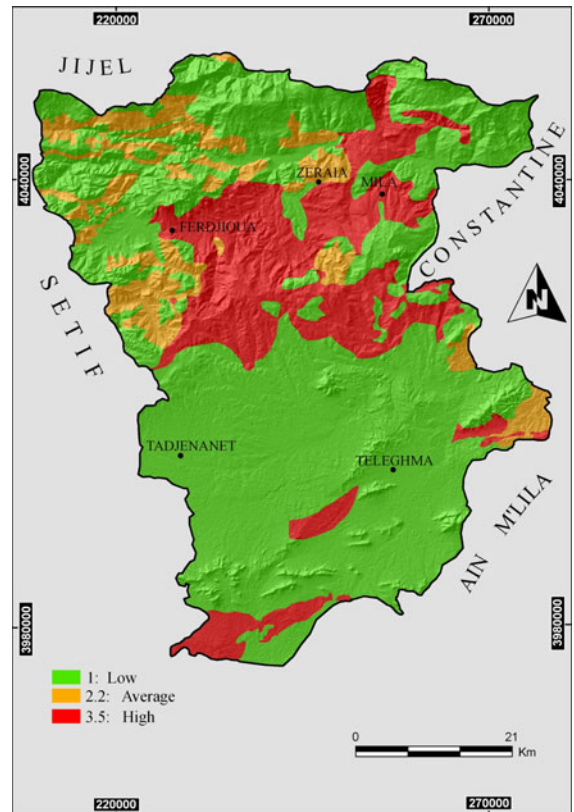 220000
270000
JIJEL
CONSTANTINE
4040000
4040000
ZERAIA
MILA
FERDJIOUA
SETIF
N
TADJENANET
TELEGHMA
AIN M'LILA
3980000
3980000
1: Low
2.2: Average
3.5: High
0
21
Km
220000
270000